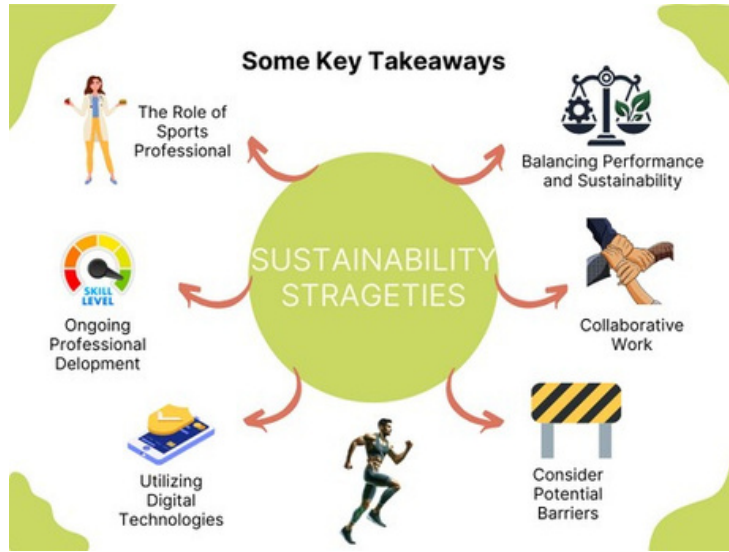 Some Key Takeaways
The Role of
Sports
Professional
Balancing Performance
and Sustainability
SUSTAINABILITY
STRAGETIES
SKILL
LEVEL
Ongoing
Professional
Delopment
Collaborative
Work
Utilizing
Digital
Technologies
Consider
Potential
Barriers